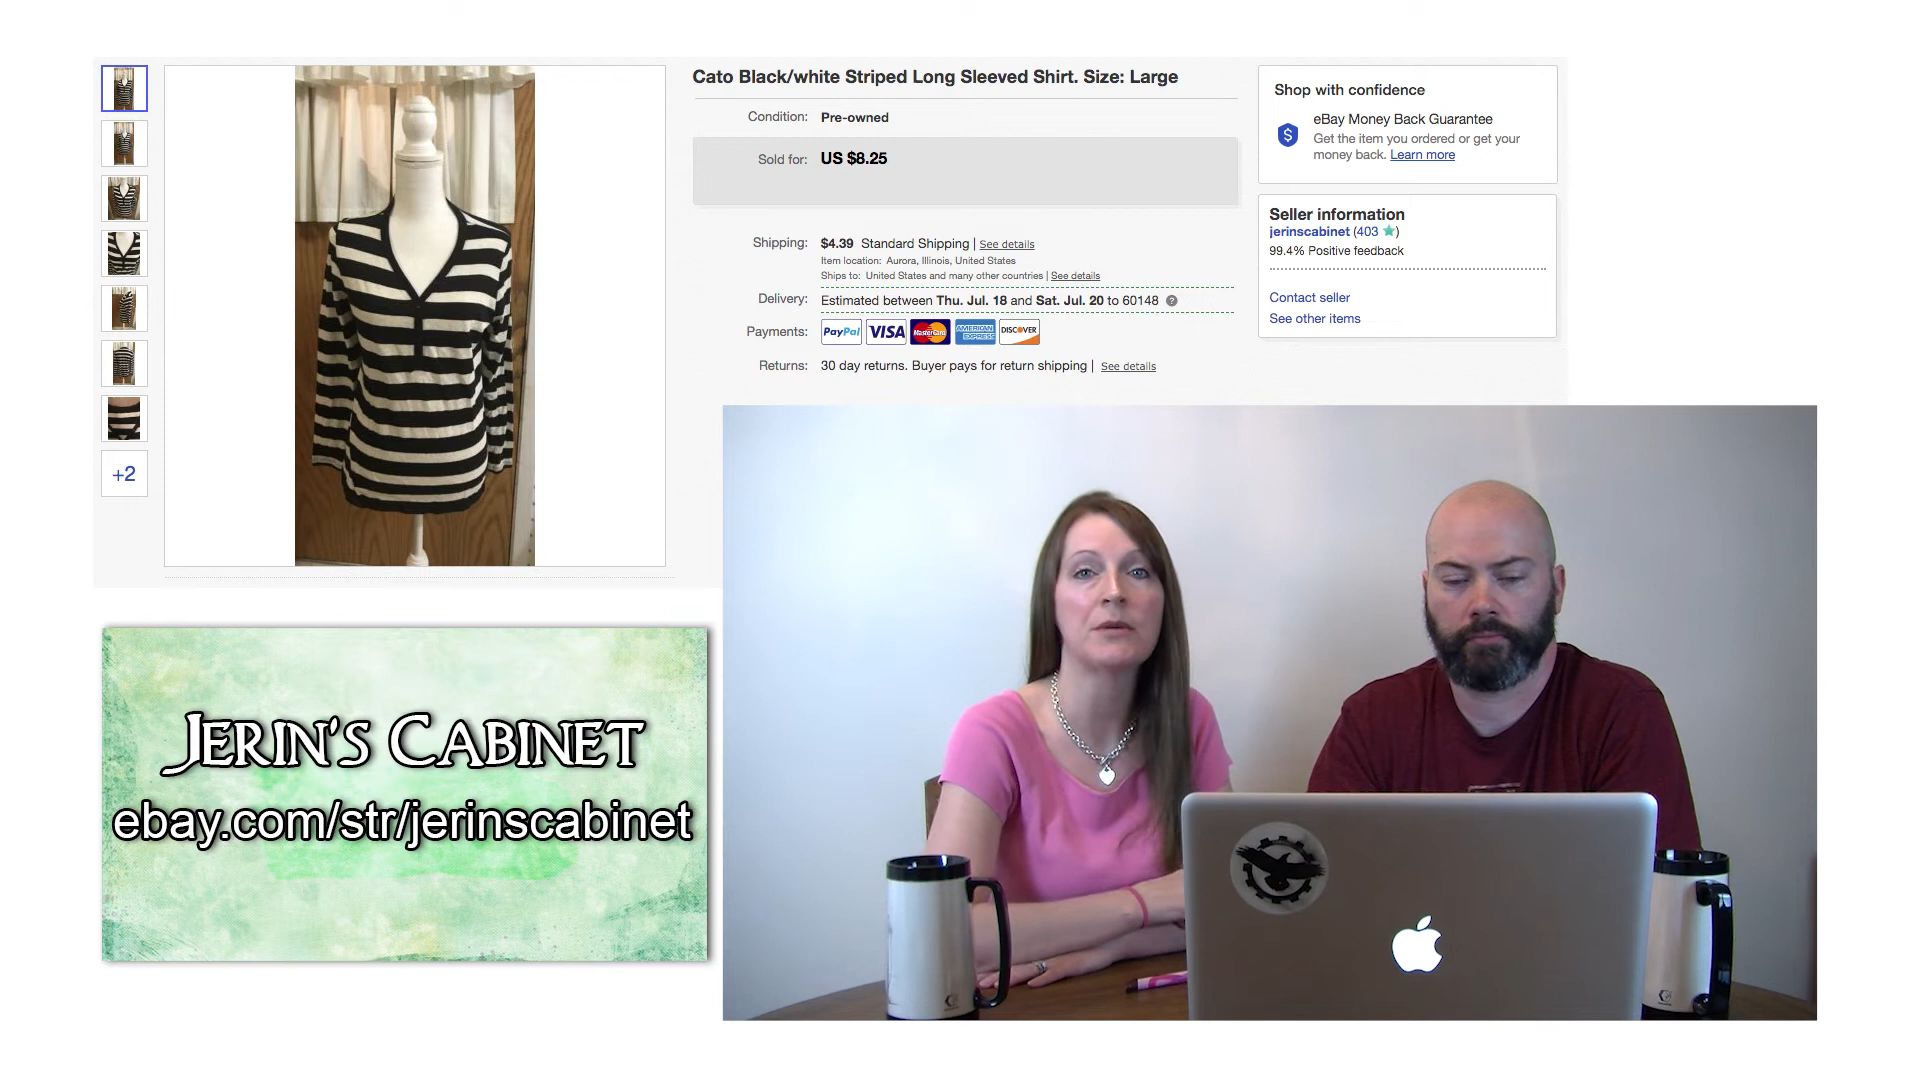 Cato Black/white Striped Long Sleeved Shirt. Size: Large
Condition: Pre-owned
Sold for: US $8.25
Shipping: $4.39 Standard Shipping | See details
Item location: Aurora, Illinois, United States
Ships to: United States and many other countries | See details
Delivery: Estimated between Thu. Jul. 18 and Sat. Jul. 20 to 60148 ?
Payments: PayPal VISA MasterCard AMERICAN EXPRESS DISCOVER
Returns: 30 day returns. Buyer pays for return shipping | See details
+2
Shop with confidence
$
eBay Money Back Guarantee
Get the item you ordered or get your
money back. Learn more
Seller information
jerinscabinet (403 ★)
99.4% Positive feedback
Contact seller
See other items
JERIN'S CABINET
ebay.com/str/jerinscabinet